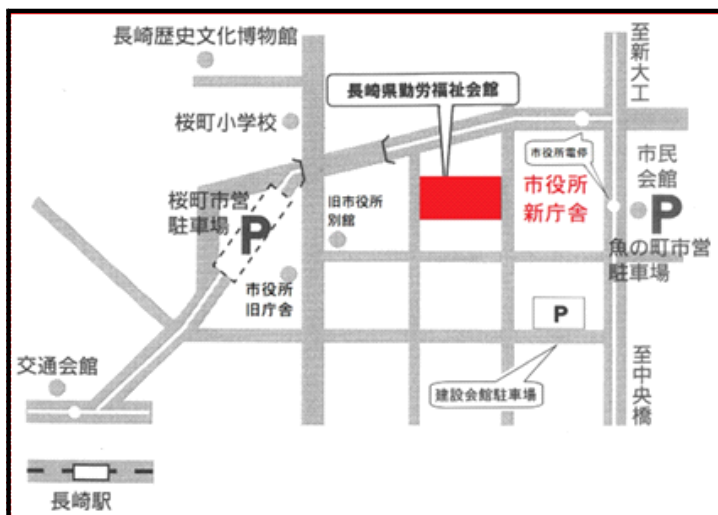 長崎歴史文化博物館
至新大工
長崎県勤労福祉会館
桜町小学校
市役所電停
市民
会館
桜町市営
駐車場
P
旧市役所
別館
市役所
新庁舎
P
魚の町市営
駐車場
市役所
旧庁舎
P
交通会館
建設会館駐車場
至中央橋
長崎駅